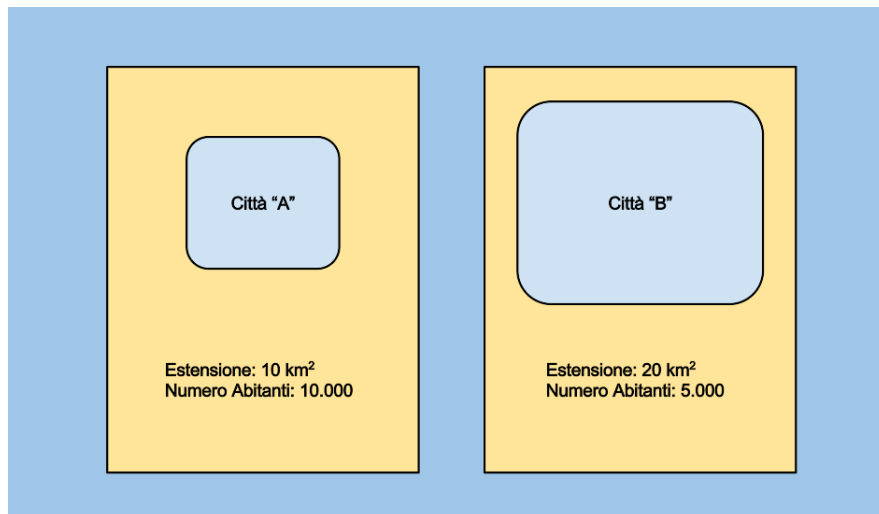 Città “A”
Estensione: 10 km²
Numero Abitanti: 10.000
Città “B”
Estensione: 20 km²
Numero Abitanti: 5.000